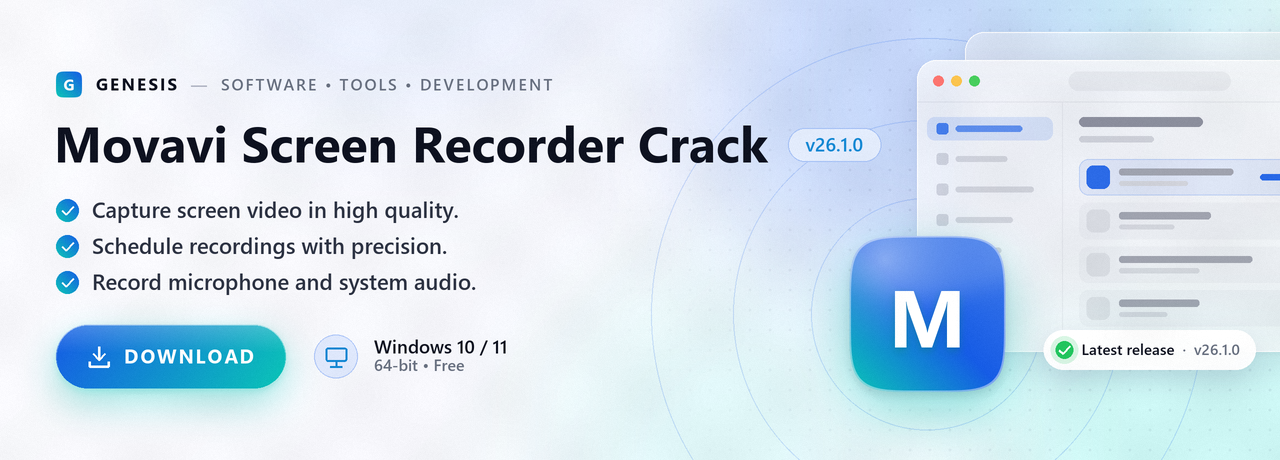 G GENESIS — SOFTWARE • TOOLS • DEVELOPMENT
Movavi Screen Recorder Crack v26.1.0
Capture screen video in high quality.
Schedule recordings with precision.
Record microphone and system audio.
DOWNLOAD
Windows 10 / 11
64-bit • Free
M
Latest release · v26.1.0